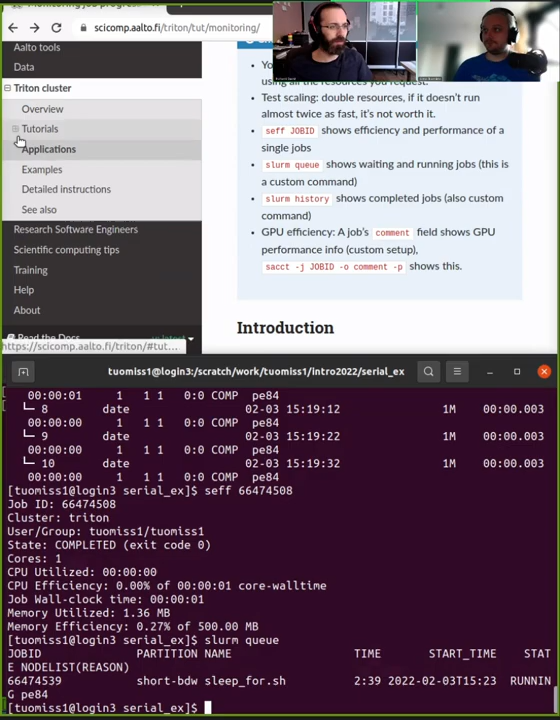 scicomp.aalto.fi/triton/tut/monitoring/
Aalto tools
Data
Triton cluster
Overview
Tutorials
Applications
Examples
Detailed instructions
See also
Research Software Engineers
Scientific computing tips
Training
Help
About
Read the Docs
https://scicomp.aalto.fi/triton/#tut...
using all the resources you request.
Test scaling: double resources, if it doesn't run
almost twice as fast, it's not worth it.
seff JOBID shows efficiency and performance of a
single jobs
slurm queue shows waiting and running jobs (this is
a custom command)
slurm history shows completed jobs (also custom
command)
GPU efficiency: A job's comment field shows GPU
performance info (custom setup),
sacct -j JOBID -o comment -p shows this.
Introduction
tuomiss1@login3:/scratch/work/tuomiss1/intro2022/serial_ex
00:00:01 1 1 1 0:0 COMP pe84
└─ 8 date 02-03 15:19:12 1M 00:00.003
00:00:00 1 1 1 0:0 COMP pe84
└─ 9 date 02-03 15:19:22 1M 00:00.003
00:00:00 1 1 1 0:0 COMP pe84
└─ 10 date 02-03 15:19:32 1M 00:00.003
00:00:00 1 1 1 0:0 COMP pe84
[tuomiss1@login3 serial_ex]$ seff 66474508
Job ID: 66474508
Cluster: triton
User/Group: tuomiss1/tuomiss1
State: COMPLETED (exit code 0)
Cores: 1
CPU Utilized: 00:00:00
CPU Efficiency: 0.00% of 00:00:01 core-walltime
Job Wall-clock time: 00:00:01
Memory Utilized: 1.36 MB
Memory Efficiency: 0.27% of 500.00 MB
[tuomiss1@login3 serial_ex]$ slurm queue
JOBID PARTITION NAME TIME START_TIME STAT
E NODELIST(REASON)
66474539 short-bdw sleep_for.sh 2:39 2022-02-03T15:23 RUNNIN
G pe84
[tuomiss1@login3 serial_ex]$